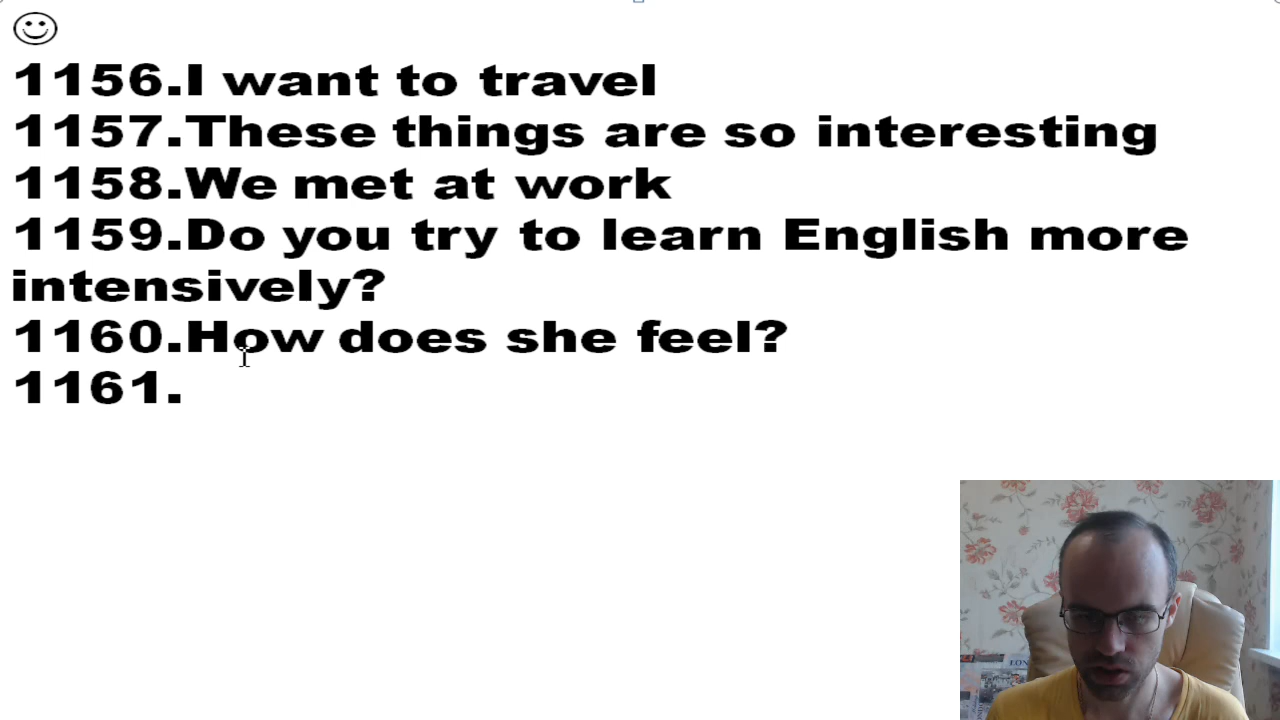 1156.I want to travel
1157.These things are so interesting
1158.We met at work
1159.Do you try to learn English more
intensively?
1160.How does she feel?
1161.
LON